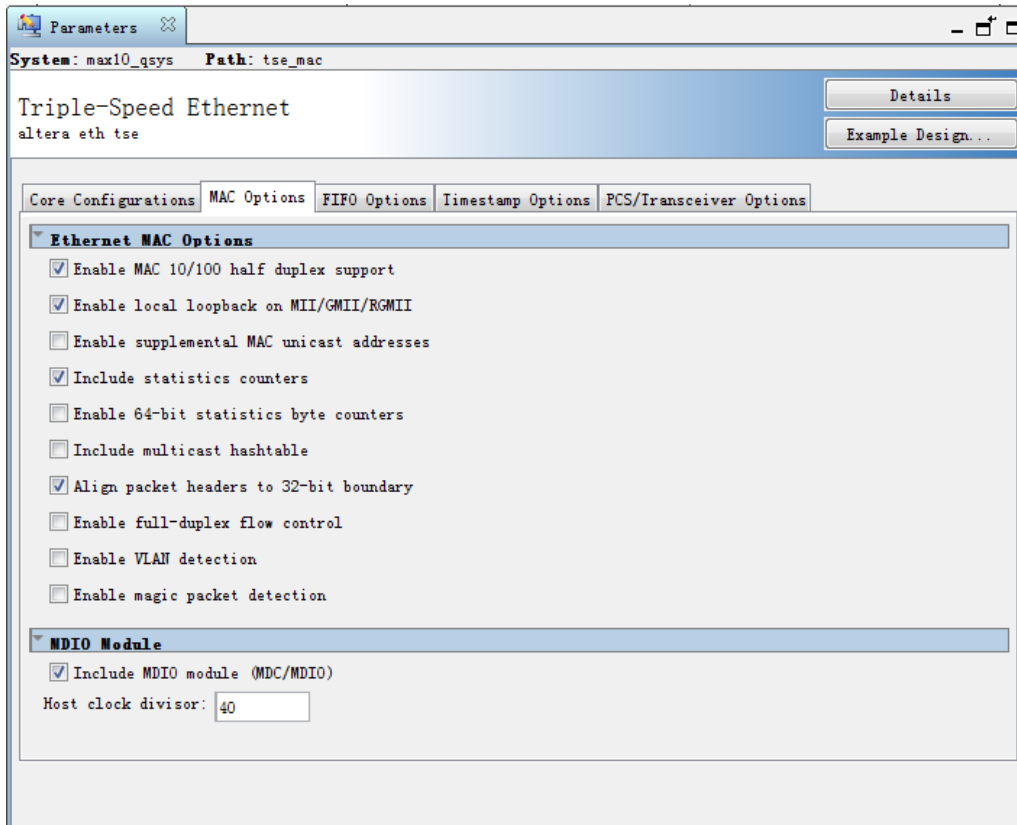 Parameters
System: max10_qsys Path: tse_mac
Triple-Speed Ethernet
altera eth tse
Details
Example Design...
Core Configurations MAC Options FIFO Options Timestamp Options PCS/Transceiver Options
Ethernet MAC Options
Enable MAC 10/100 half duplex support
Enable local loopback on MII/GMII/RGMII
Enable supplemental MAC unicast addresses
Include statistics counters
Enable 64-bit statistics byte counters
Include multicast hashtable
Align packet headers to 32-bit boundary
Enable full-duplex flow control
Enable VLAN detection
Enable magic packet detection
MDIO Module
Include MDIO module (MDC/MDIO)
Host clock divisor: 40